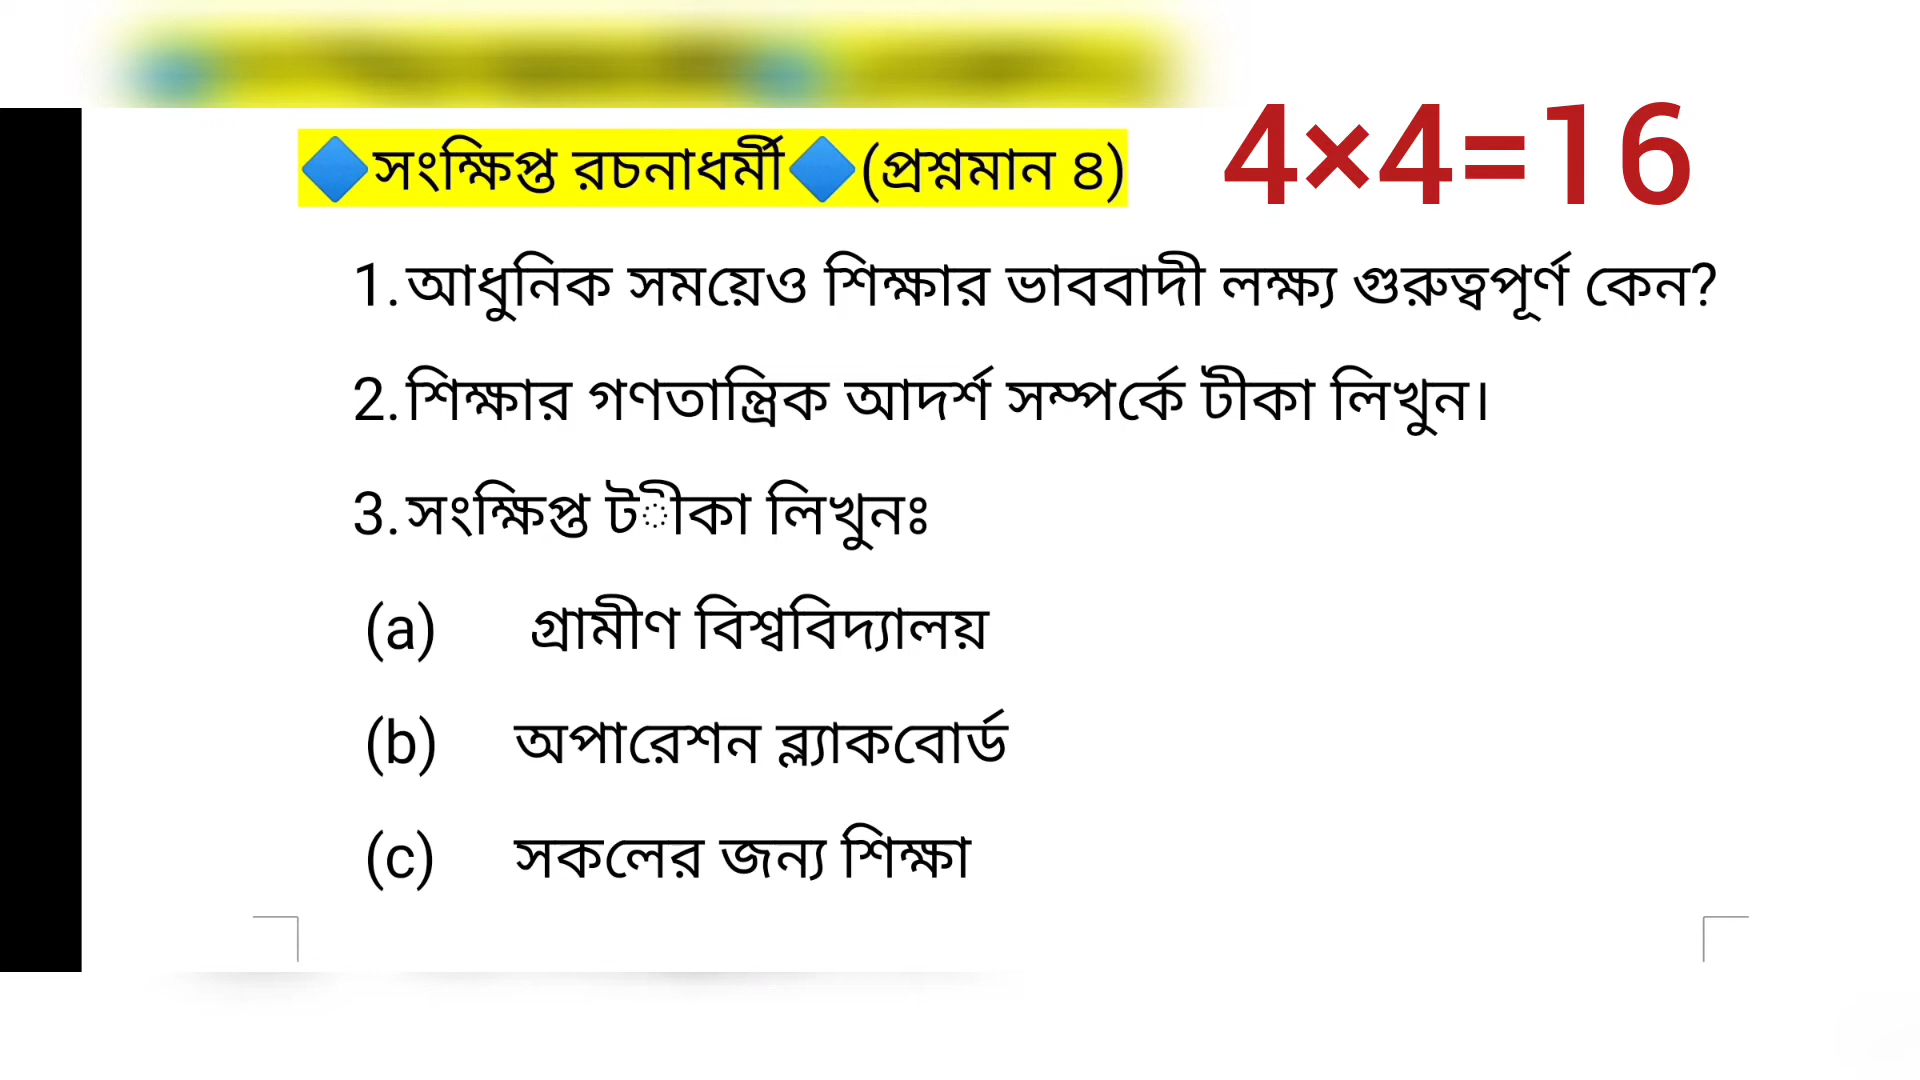 🔷সংক্ষিপ্ত রচনাধর্মী🔷(প্রশ্নমান ৪) 4×4=16
1. আধুনিক সময়েও শিক্ষার ভাববাদী লক্ষ্য গুরুত্বপূর্ণ কেন?
2. শিক্ষার গণতান্ত্রিক আদর্শ সম্পর্কে টীকা লিখুন।
3. সংক্ষিপ্ত টীকা লিখুনঃ
(a) গ্রামীণ বিশ্ববিদ্যালয়
(b) অপারেশন ব্ল্যাকবোর্ড
(c) সকলের জন্য শিক্ষা